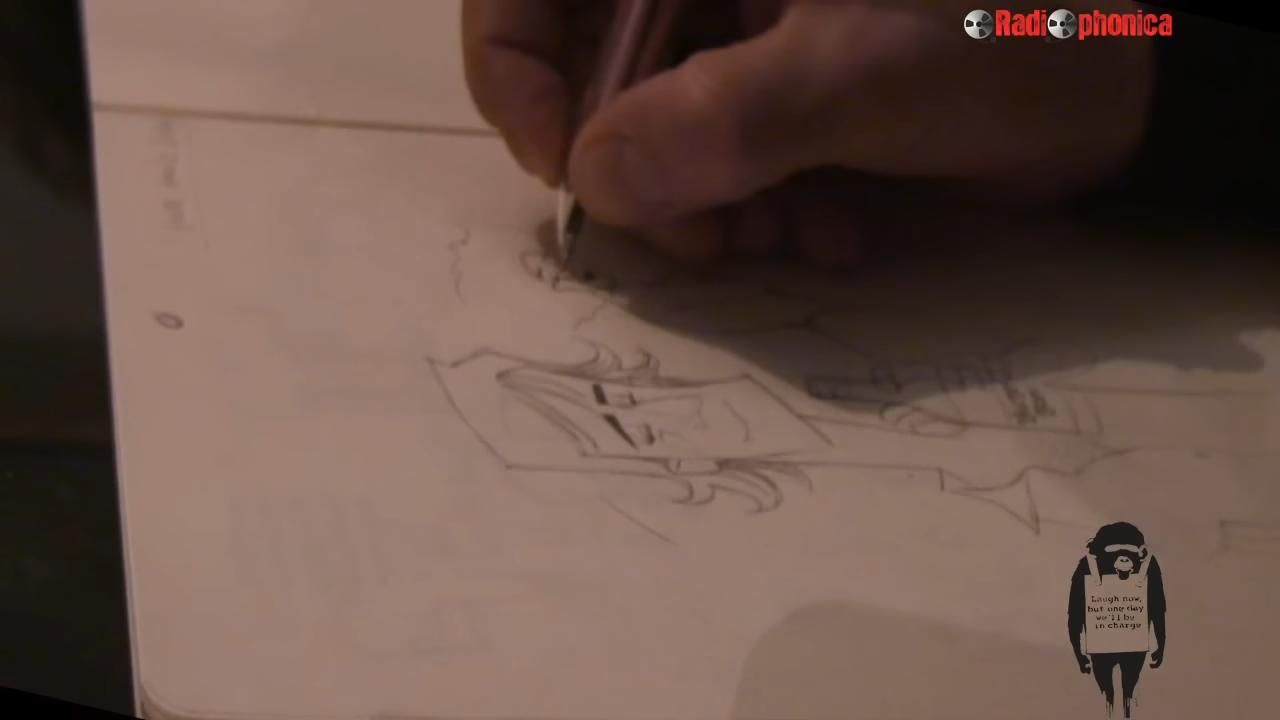 Radiophonica
Laugh now,
but one day
we'll be
in charge